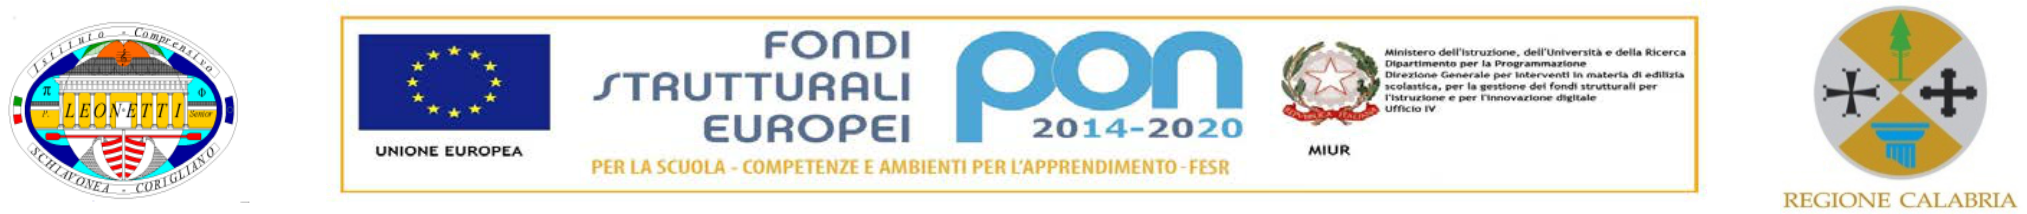 Istituto - Comprensivo
π Φ
P. LEONETTI Senior
SCHIAVONEA - CORIGLIANO
UNIONE EUROPEA
FONDI
STRUTTURALI
EUROPEI
pon
2014-2020
PER LA SCUOLA - COMPETENZE E AMBIENTI PER L'APPRENDIMENTO - FESR
REPVBBLICA ITALIANA
MIUR
Ministero dell'Istruzione, dell'Università e della Ricerca
Dipartimento per la Programmazione
Direzione Generale per interventi in materia di edilizia
scolastica, per la gestione dei fondi strutturali per
l'istruzione e per l'innovazione digitale
Ufficio IV
REGIONE CALABRIA